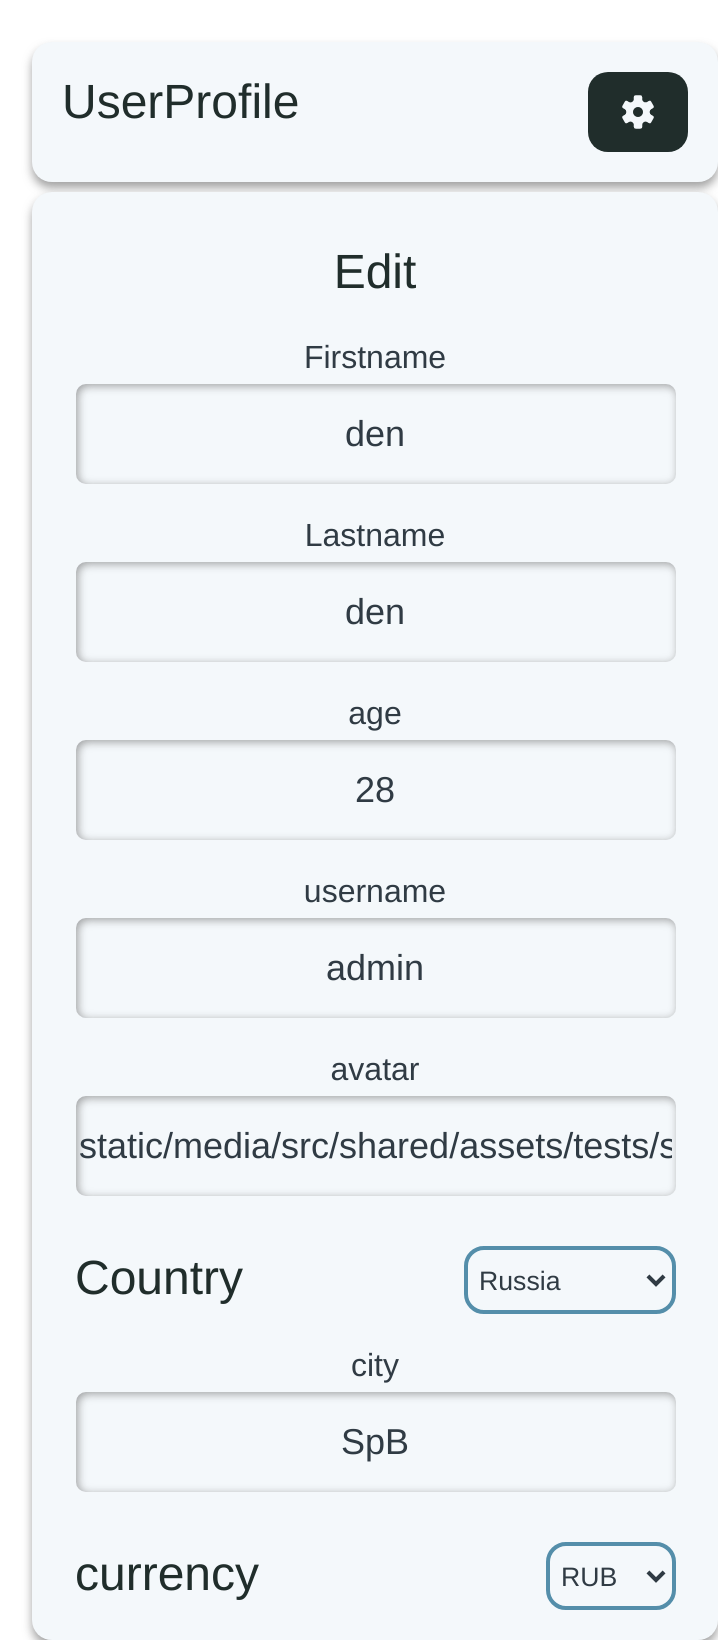 UserProfile
Edit
Firstname
den
Lastname
den
age
28
username
admin
avatar
static/media/src/shared/assets/tests/s
Country
Russia
city
SpB
currency
RUB